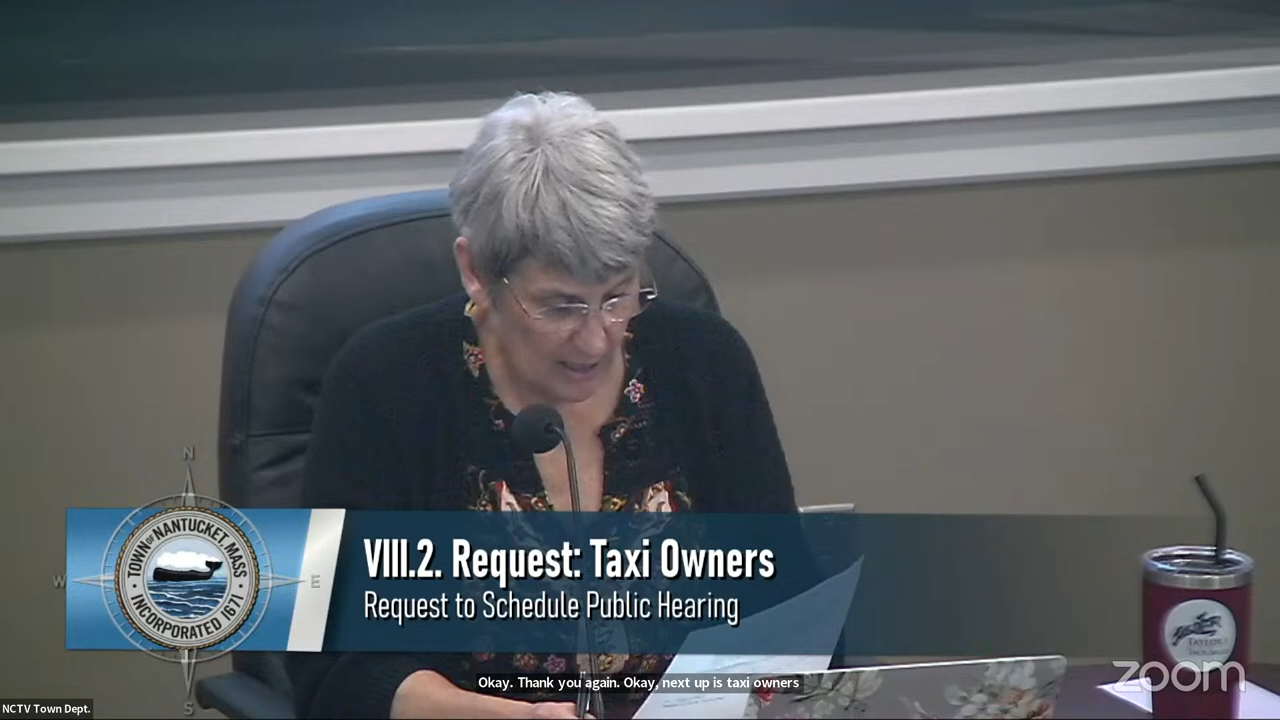 N
W
E
S
TOWN OF NANTUCKET, MASS
INCORPORATED 1671
VIII.2. Request: Taxi Owners
Request to Schedule Public Hearing
Okay. Thank you again. Okay, next up is taxi owners
NCTV Town Dept.
zoom